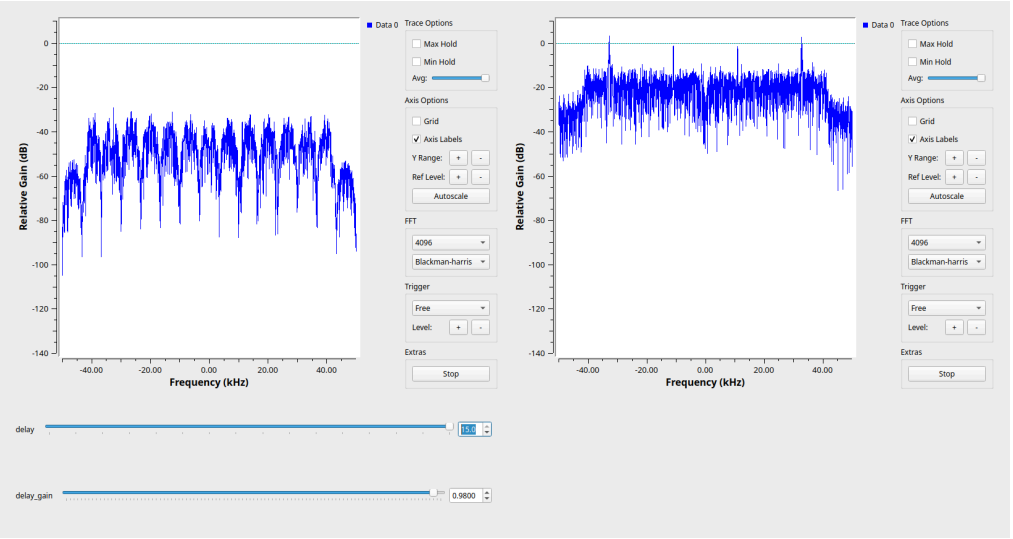 Data 0
Trace Options
Max Hold
Min Hold
Avg:
Axis Options
Grid
Axis Labels
Y Range: + -
Ref Level: + -
Autoscale
FFT
4096
Blackman-harris
Trigger
Free
Level: + -
Extras
Stop
0
-20
-40
-60
-80
-100
-120
-140
Relative Gain (dB)
-40.00 -20.00 0.00 20.00 40.00
Frequency (kHz)
Data 0
Trace Options
Max Hold
Min Hold
Avg:
Axis Options
Grid
Axis Labels
Y Range: + -
Ref Level: + -
Autoscale
FFT
4096
Blackman-harris
Trigger
Free
Level: + -
Extras
Stop
0
-20
-40
-60
-80
-100
-120
-140
Relative Gain (dB)
-40.00 -20.00 0.00 20.00 40.00
Frequency (kHz)
delay 15.0
delay_gain 0.9800